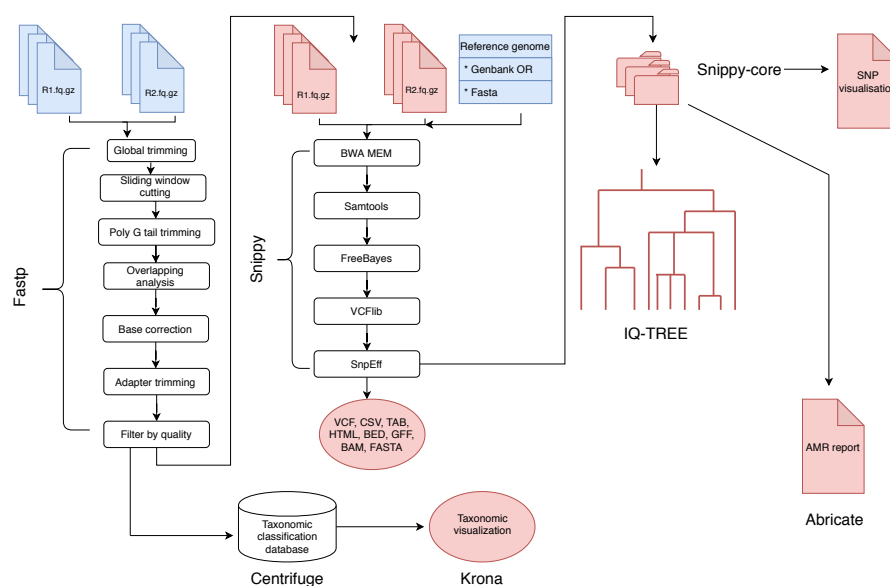 R1.fq.gz
R2.fq.gz
Global trimming
Sliding window
cutting
Poly G tail trimming
Overlapping
analysis
Base correction
Adapter trimming
Filter by quality
Fastp
R1.fq.gz
R2.fq.gz
Reference genome
* Genbank OR
* Fasta
BWA MEM
Samtools
FreeBayes
VCFlib
SnpEff
Snippy
VCF, CSV, TAB,
HTML, BED, GFF,
BAM, FASTA
Taxonomic
classification
database
Centrifuge
Taxonomic
visualization
Krona
Snippy-core
SNP
visualisation
IQ-TREE
AMR report
Abricate